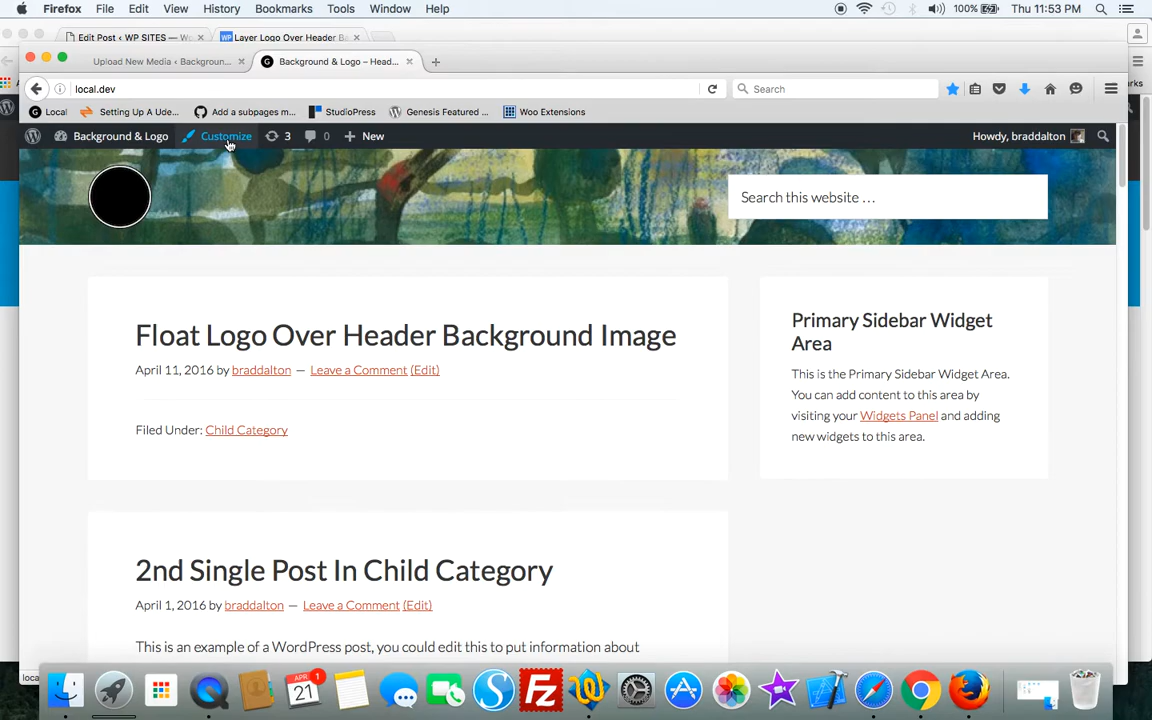 Firefox File Edit View History Bookmarks Tools Window Help 100% Thu 11:53 PM
Edit Post ‹ WP SITES — Wo Layer Logo Over Header Ba
Upload New Media ‹ Backgroun... Background & Logo – Head...
local.dev Search
Local Setting Up A Ude... Add a subpages m... StudioPress Genesis Featured ... Woo Extensions
Background & Logo Customize 3 0 New Howdy, braddalton
Search this website …
Float Logo Over Header Background Image
April 11, 2016 by braddalton — Leave a Comment (Edit)
Filed Under: Child Category
Primary Sidebar Widget
Area
This is the Primary Sidebar Widget Area.
You can add content to this area by
visiting your Widgets Panel and adding
new widgets to this area.
2nd Single Post In Child Category
April 1, 2016 by braddalton — Leave a Comment (Edit)
This is an example of a WordPress post, you could edit this to put information about
APR 1
21